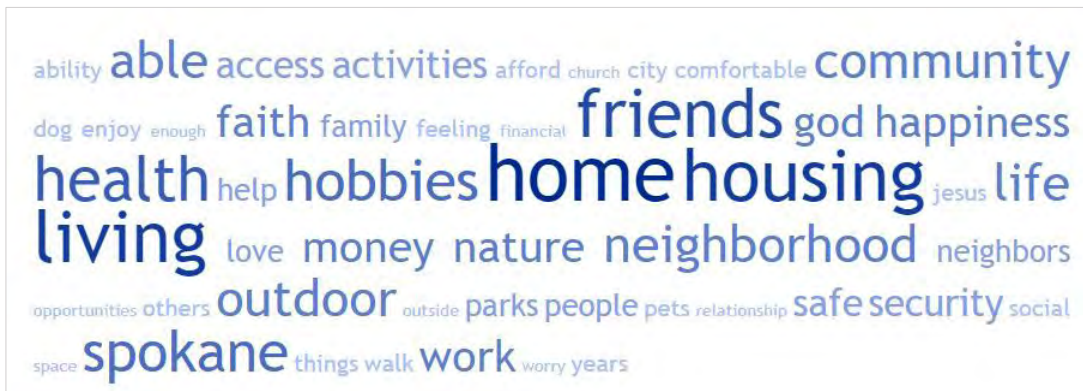 ability able access activities afford church city comfortable community
dog enjoy enough faith family feeling financial friends god happiness
health help hobbies home housing jesus life
living love money nature neighborhood neighbors
opportunities others outdoor outside parks people pets relationship safe security social
space spokane things walk work worry years